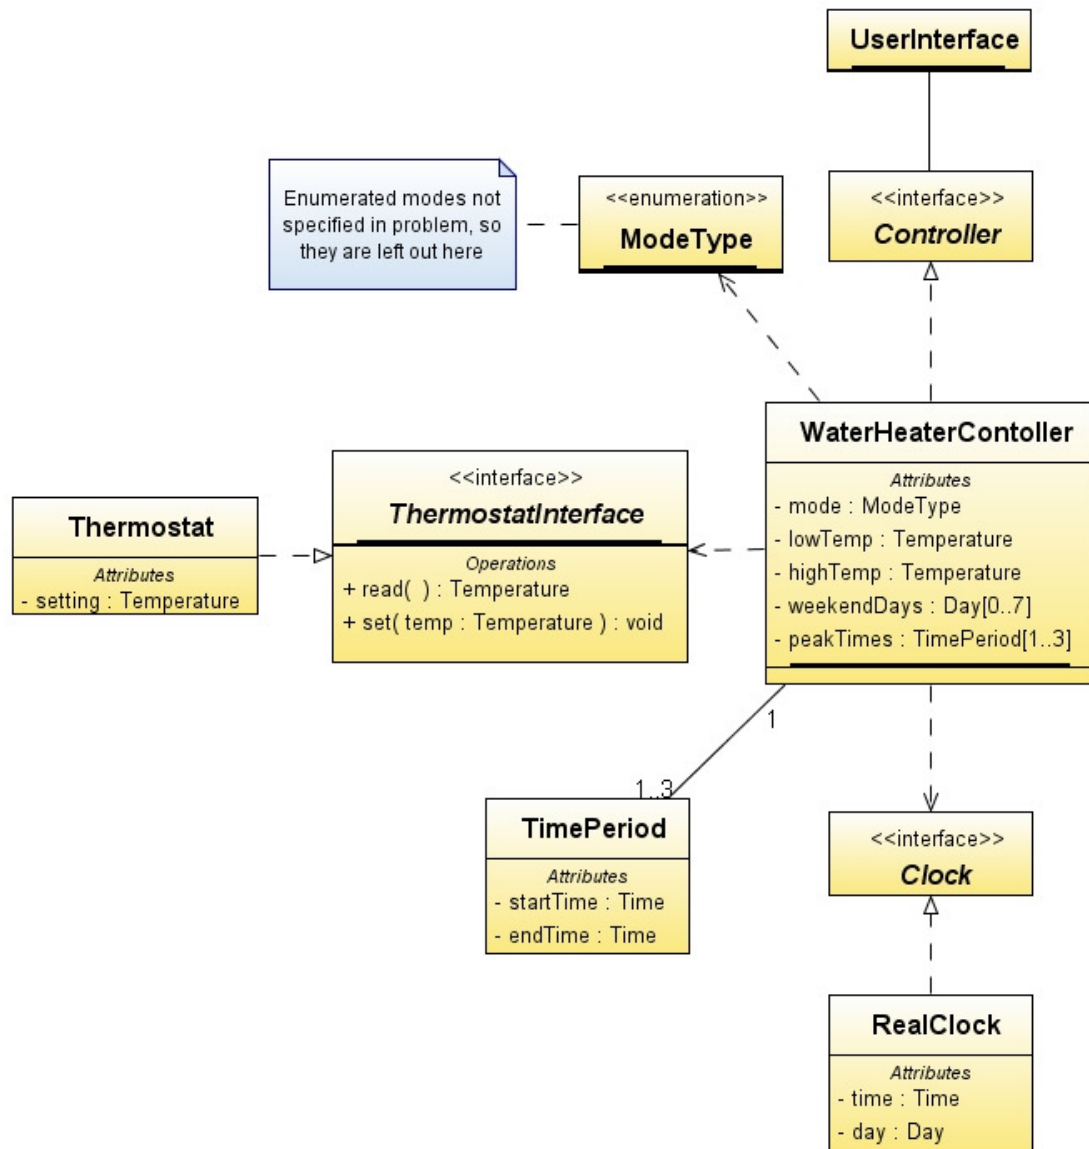 UserInterface
Enumerated modes not
specified in problem, so
they are left out here
<<enumeration>>
ModeType
<<interface>>
Controller
WaterHeaterContoller
Attributes
- mode : ModeType
- lowTemp : Temperature
- highTemp : Temperature
- weekendDays : Day[0..7]
- peakTimes : TimePeriod[1..3]
<<interface>>
ThermostatInterface
Operations
+ read( ) : Temperature
+ set( temp : Temperature ) : void
Thermostat
Attributes
- setting : Temperature
1
1..3
TimePeriod
Attributes
- startTime : Time
- endTime : Time
<<interface>>
Clock
RealClock
Attributes
- time : Time
- day : Day